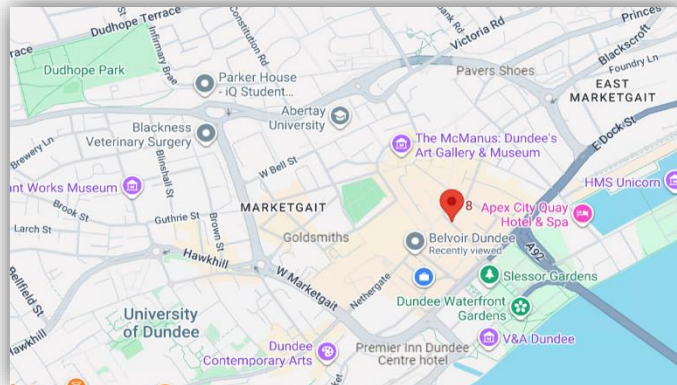 Dudhope Terrace
Infirmary Brae
Constitution Rd
bank Rd
Victoria Rd
Princes
Blackscroft
Foundry Ln
Dudhope Park
Parker House
- iQ Student...
Pavers Shoes
EAST
MARKETGAIT
Abertay
University
Blackness
Veterinary Surgery
The McManus: Dundee's
Art Gallery & Museum
E Dock St
Brewery Ln
W Bell St
Blinshall St
ant Works Museum
HMS Unicorn
Brook St
MARKETGAIT
8
Apex City Quay
Hotel & Spa
Guthrie St
Brown St
Larch St
Goldsmiths
Belvoir Dundee
Recently viewed
A92
Hawkhill
W Marketgait
Slessor Gardens
Bellfield St
Nethergate
Dundee Waterfront
Gardens
University
of Dundee
Hawkhill
V&A Dundee
Dundee
Contemporary Arts
Premier Inn Dundee
Centre hotel